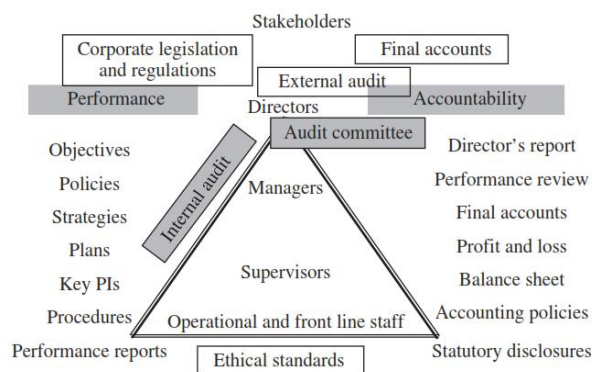 Stakeholders
Corporate legislation
and regulations
Final accounts
External audit
Performance
Accountability
Directors
Audit committee
Internal audit
Objectives
Policies
Strategies
Plans
Key PIs
Procedures
Performance reports
Managers
Supervisors
Operational and front line staff
Ethical standards
Director's report
Performance review
Final accounts
Profit and loss
Balance sheet
Accounting policies
Statutory disclosures